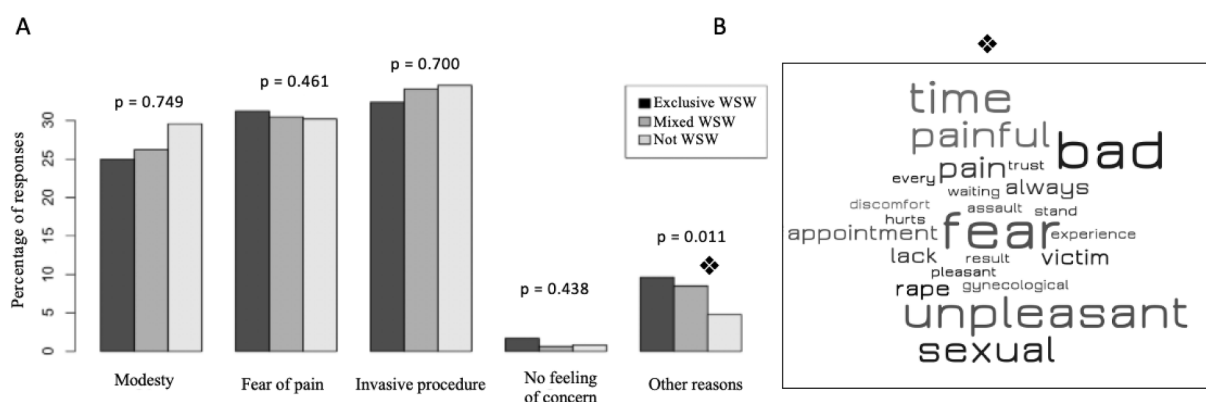 A
B
p = 0.749
p = 0.461
p = 0.700
p = 0.438
p = 0.011
Exclusive WSW
Mixed WSW
Not WSW
Percentage of responses
30
25
20
15
10
5
0
Modesty
Fear of pain
Invasive procedure
No feeling
of concern
Other reasons
time
painful
bad
pain trust
every
waiting always
discomfort assault stand
hurts
appointment fear experience
lack result victim
pleasant
rape gynecological
unpleasant
sexual